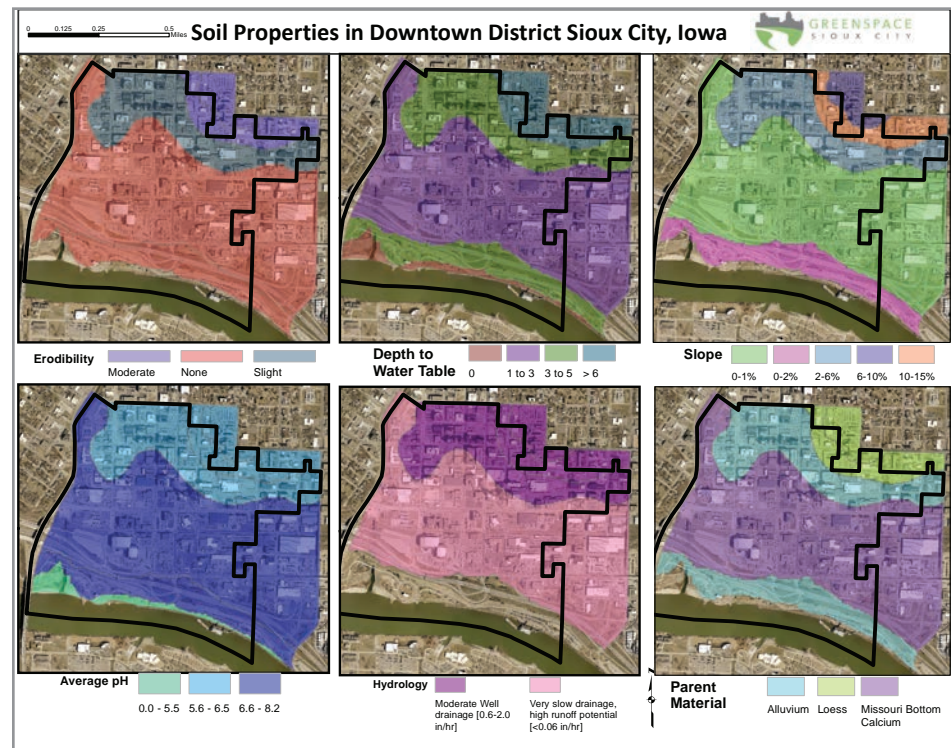 0 0.125 0.25 0.5
Miles
Soil Properties in Downtown District Sioux City, Iowa
GREENSPACE
SIOUX CITY
Erodibility
Moderate None Slight
Depth to
Water Table
0 1 to 3 3 to 5 > 6
Slope
0-1% 0-2% 2-6% 6-10% 10-15%
Average pH
0.0 - 5.5 5.6 - 6.5 6.6 - 8.2
Hydrology
Moderate Well
drainage [0.6-2.0
in/hr]
Very slow drainage,
high runoff potential
[<0.06 in/hr]
Parent
Material
Alluvium Loess Missouri Bottom
Calcium